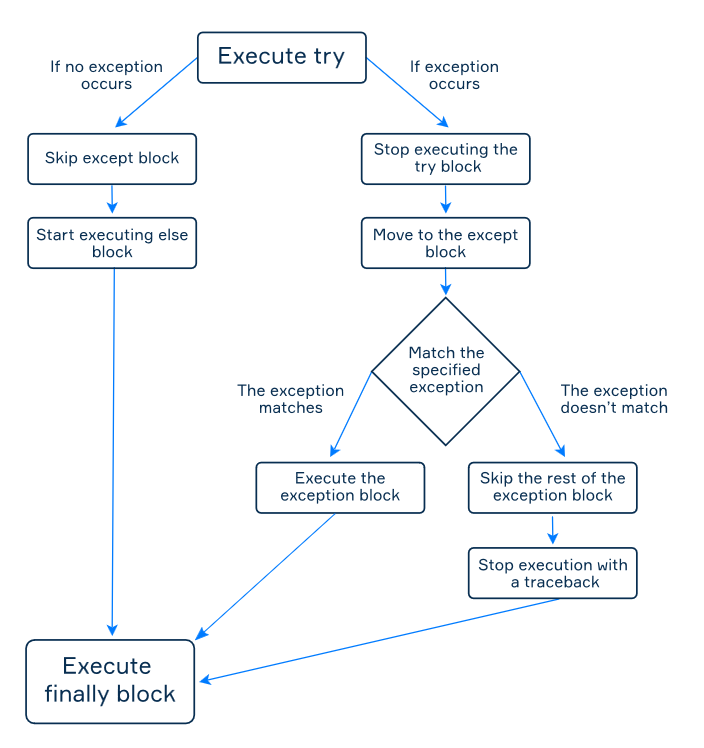 Execute try
If no exception
occurs
If exception
occurs
Skip except block
Stop executing the
try block
Start executing else
block
Move to the except
block
Match the
specified
exception
The exception
matches
The exception
doesn't match
Execute the
exception block
Skip the rest of the
exception block
Stop execution with
a traceback
Execute
finally block